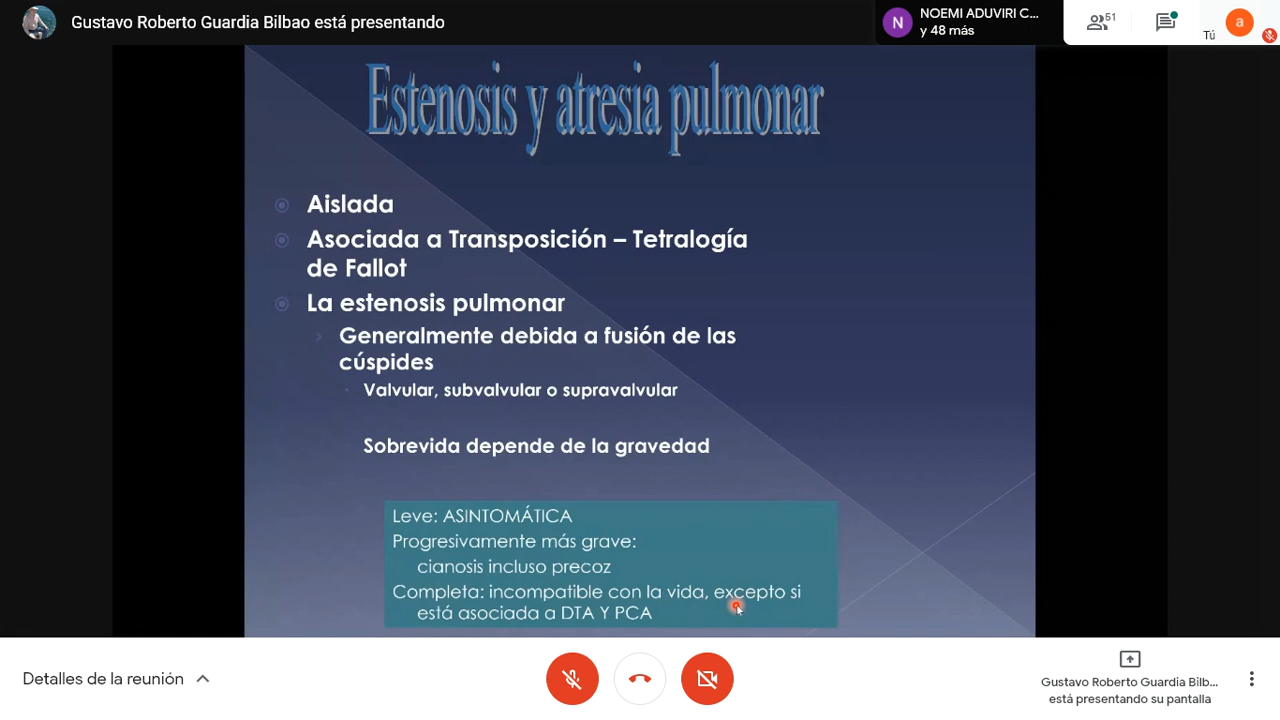 Gustavo Roberto Guardia Bilbao está presentando
N
NOEMI ADUVIRI C...
y 48 más
51
Tú
a
Estenosis y atresia pulmonar
Aislada
Asociada a Transposición – Tetralogía
de Fallot
La estenosis pulmonar
Generalmente debida a fusión de las
cúspides
Valvular, subvalvular o supravalvular
Sobrevida depende de la gravedad
Leve: ASINTOMÁTICA
Progresivamente más grave:
cianosis incluso precoz
Completa: incompatible con la vida, excepto si
está asociada a DTA Y PCA
Detalles de la reunión
Gustavo Roberto Guardia Bilb...
está presentando su pantalla